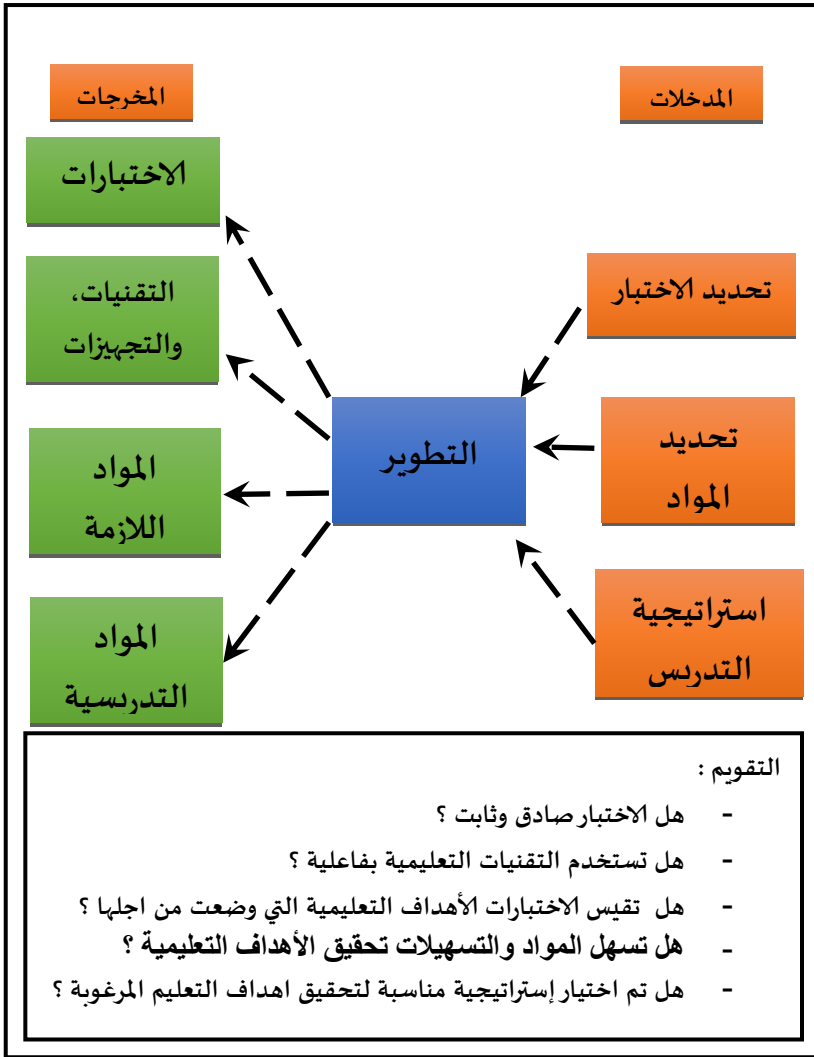 المدخلات
المخرجات
تحديد الاختبار
تحديد
المواد
استراتيجية
التدريس
التطوير
الاختبارات
التقنيات،
والتجهيزات
المواد
اللازمة
المواد
التدريسية
التقويم :
- هل الاختبار صادق وثابت ؟
- هل تستخدم التقنيات التعليمية بفاعلية ؟
- هل تقيس الاختبارات الأهداف التعليمية التي وضعت من اجلها ؟
- هل تسهل المواد والتسهيلات تحقيق الأهداف التعليمية ؟
- هل تم اختيار إستراتيجية مناسبة لتحقيق اهداف التعليم المرغوبة ؟